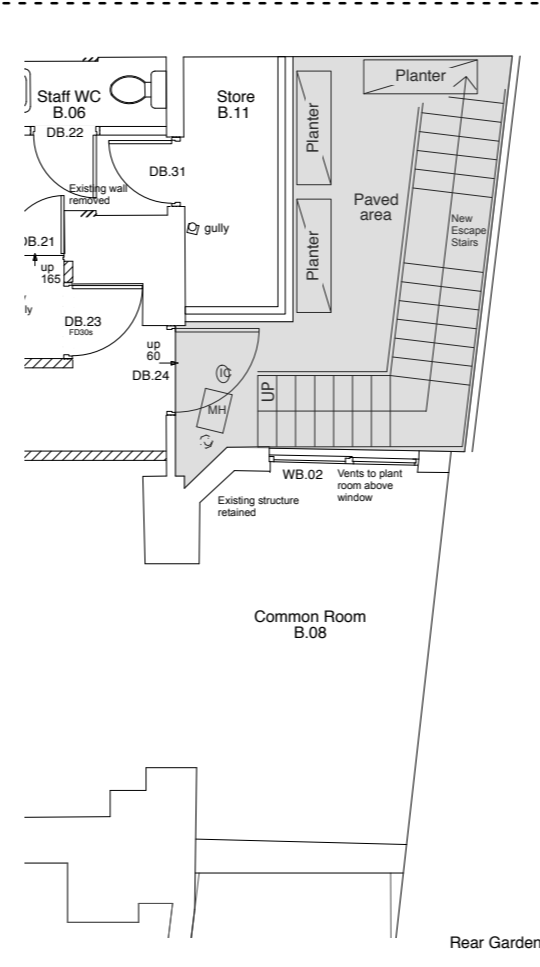 Planter
Staff WC
B.06
DB.22
Store
B.11
Planter
DB.31
Existing wall
removed
Paved
area
New
Escape
Stairs
gully
DB.21
up
165
Planter
DB.23
FD30s
up
60
DB.24
IC
MH
UP
WB.02
Vents to plant
room above
window
Existing structure
retained
Common Room
B.08
Rear Garden